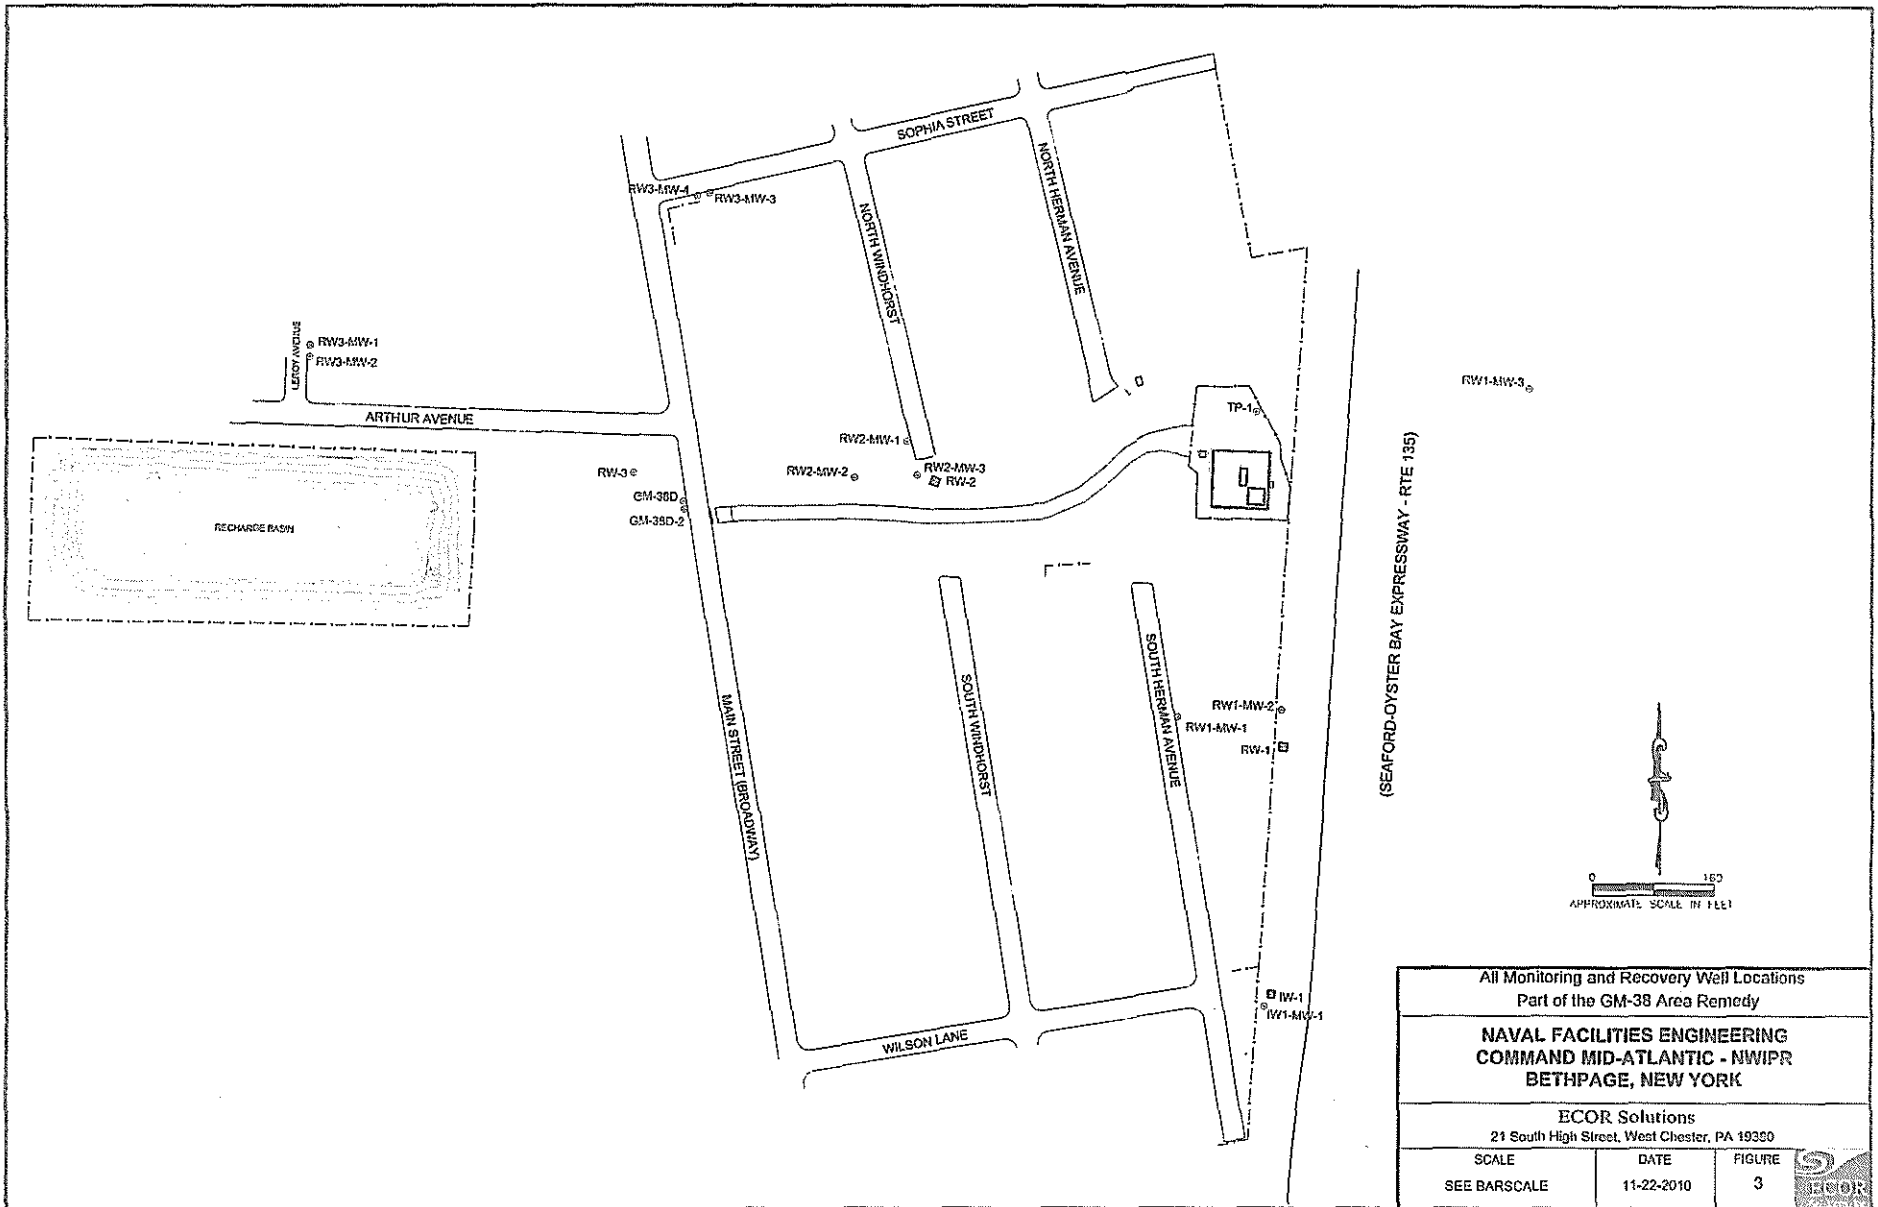 SOPHIA STREET
NORTH HERMAN AVENUE
RW3-MW-4
RW3-MW-3
NORTH WINDHORST
LEROY AVENUE
RW3-MW-1
RW3-MW-2
ARTHUR AVENUE
RW1-MW-3
TP-1
RW2-MW-1
RW2-MW-2
RW2-MW-3
RW-2
RW-3
GM-38D
GM-38D-2
RECHARGE BASIN
(SEAFORD-OYSTER BAY EXPRESSWAY - RTE 135)
MAIN STREET (BROADWAY)
SOUTH WINDHORST
SOUTH HERMAN AVENUE
RW1-MW-2
RW1-MW-1
RW-1
0 160
APPROXIMATE SCALE IN FEET
IW-1
IW1-MW-1
WILSON LANE
All Monitoring and Recovery Well Locations
Part of the GM-38 Area Remedy
NAVAL FACILITIES ENGINEERING
COMMAND MID-ATLANTIC - NWIPR
BETHPAGE, NEW YORK
ECOR Solutions
21 South High Street, West Chester, PA 19380
SCALE
SEE BARSCALE
DATE
11-22-2010
FIGURE
3
ECOR